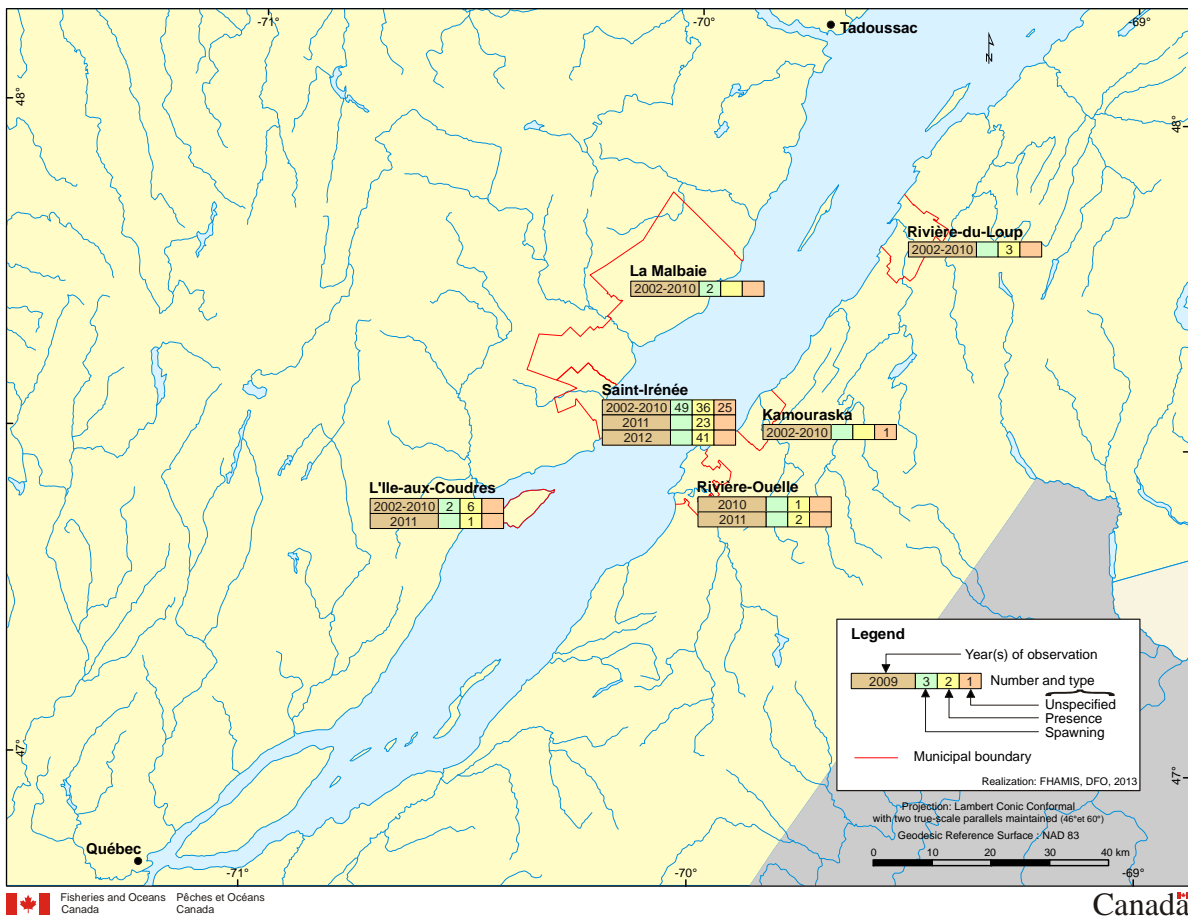 -71°
-70°
-69°
Tadoussac
N
48°
48°
Rivière-du-Loup
2002-2010 3
La Malbaie
2002-2010 2
Saint-Irénée
2002-2010 49 36 25
2011 23
2012 41
Kamouraska
2002-2010 1
L'Ile-aux-Coudres
2002-2010 2 6
2011 1
Rivière-Ouelle
2010 1
2011 2
Legend
Year(s) of observation
2009 3 2 1 Number and type
Unspecified
Presence
Spawning
Municipal boundary
Realization: FHAMIS, DFO, 2013
47°
47°
Projection: Lambert Conic Conformal
with two true-scale parallels maintained (46°et 60°)
Geodesic Reference Surface : NAD 83
0 10 20 30 40 km
Québec
-71°
-70°
-69°
Fisheries and Oceans Pêches et Océans
Canada Canada
Canada